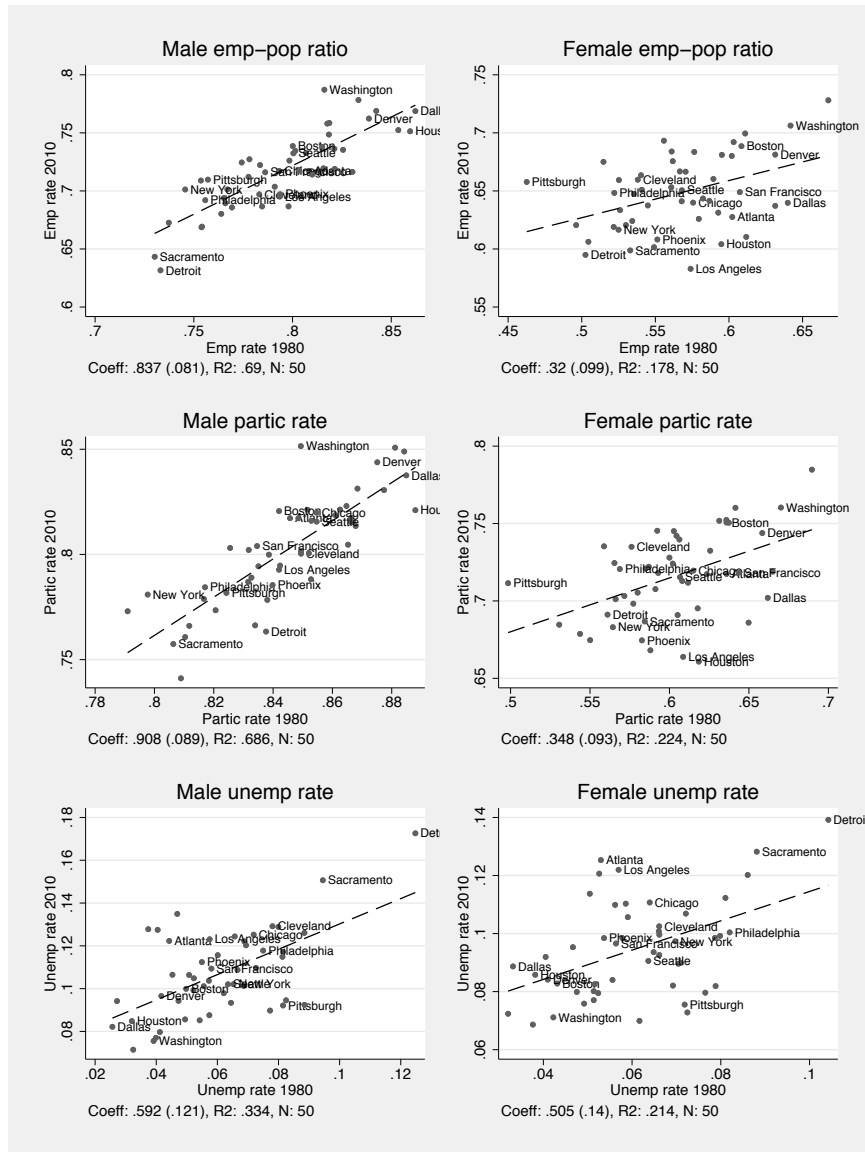 Male emp-pop ratio
Emp rate 2010
.8
.75
.7
.65
.6
Washington
Dall
Denver
Hous
Boston
Seattle
San Francisco
Pittsburgh
New York
Phoenix
Philadelphia
Los Angeles
Sacramento
Detroit
.7 .75 .8 .85
Emp rate 1980
Coeff: .837 (.081), R2: .69, N: 50
Female emp-pop ratio
Emp rate 2010
.75
.7
.65
.6
.55
Washington
Boston
Denver
Pittsburgh
Cleveland
Philadelphia
Seattle
San Francisco
Chicago
Dallas
Atlanta
New York
Phoenix
Houston
Sacramento
Detroit
Los Angeles
.45 .5 .55 .6 .65
Emp rate 1980
Coeff: .32 (.099), R2: .178, N: 50
Male partic rate
Partic rate 2010
.85
.8
.75
Washington
Denver
Dallas
Hou
Boston
Chicago
Atlanta
Seattle
San Francisco
Cleveland
Los Angeles
Philadelphia
Phoenix
New York
Pittsburgh
Detroit
Sacramento
.78 .8 .82 .84 .86 .88
Partic rate 1980
Coeff: .908 (.089), R2: .686, N: 50
Female partic rate
Partic rate 2010
.8
.75
.7
.65
Washington
Boston
Denver
Cleveland
Philadelphia
Chicago
Seattle
Atlanta
San Francisco
Pittsburgh
Dallas
Detroit
Sacramento
New York
Phoenix
Los Angeles
Houston
.5 .55 .6 .65 .7
Partic rate 1980
Coeff: .348 (.093), R2: .224, N: 50
Male unemp rate
Unemp rate 2010
.18
.16
.14
.12
.1
.08
Det
Sacramento
Cleveland
Chicago
Atlanta
Los Angeles
Philadelphia
Phoenix
San Francisco
Seattle
New York
Boston
Denver
Pittsburgh
Houston
Dallas
Washington
.02 .04 .06 .08 .1 .12
Unemp rate 1980
Coeff: .592 (.121), R2: .334, N: 50
Female unemp rate
Unemp rate 2010
.14
.12
.1
.08
.06
Detroi
Sacramento
Atlanta
Los Angeles
Chicago
Cleveland
Philadelphia
Phoenix
New York
San Francisco
Seattle
Dallas
Houston
Denver
Boston
Pittsburgh
Washington
.04 .06 .08 .1
Unemp rate 1980
Coeff: .505 (.14), R2: .214, N: 50